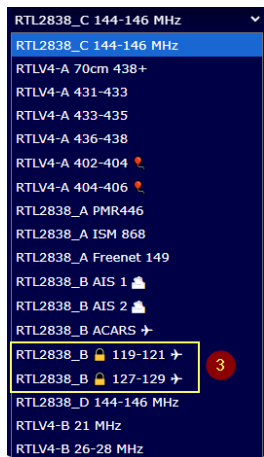 RTL2838_C 144-146 MHz
RTL2838_C 144-146 MHz
RTLV4-A 70cm 438+
RTLV4-A 431-433
RTLV4-A 433-435
RTLV4-A 436-438
RTLV4-A 402-404 🎈
RTLV4-A 404-406 🎈
RTL2838_A PMR446
RTL2838_A ISM 868
RTL2838_A Freenet 149
RTL2838_B AIS 1 🚢
RTL2838_B AIS 2 🚢
RTL2838_B ACARS ✈
RTL2838_B 🔒 119-121 ✈
3
RTL2838_B 🔒 127-129 ✈
RTL2838_D 144-146 MHz
RTLV4-B 21 MHz
RTLV4-B 26-28 MHz